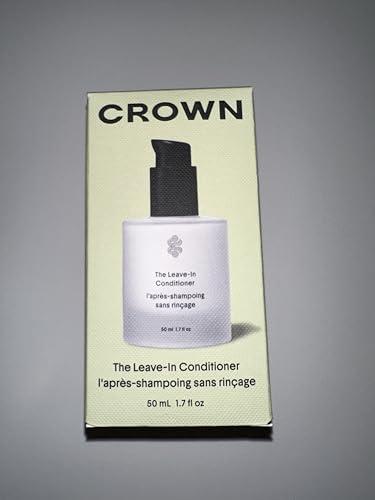 CROWN
The Leave-In
Conditioner
l'après-shampoing
sans rinçage
50 ml 1.7 fl oz
The Leave-In Conditioner
l'après-shampoing sans rinçage
50 mL 1.7 fl oz